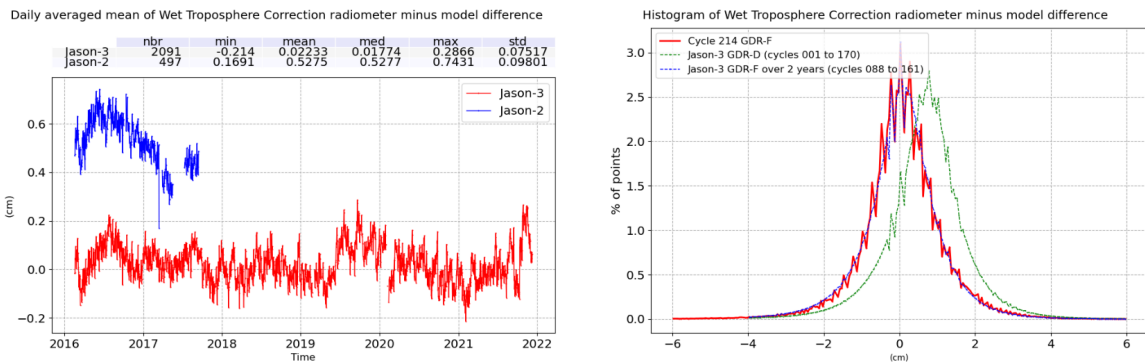 Daily averaged mean of Wet Troposphere Correction radiometer minus model difference
nbr min mean med max std
Jason-3 2091 -0.214 0.02233 0.01774 0.2866 0.07517
Jason-2 497 0.1691 0.5275 0.5277 0.7431 0.09801
Jason-3
Jason-2
0.6
0.4
0.2
0.0
−0.2
(cm)
2016 2017 2018 2019 2020 2021 2022
Time
Histogram of Wet Troposphere Correction radiometer minus model difference
Cycle 214 GDR-F
Jason-3 GDR-D (cycles 001 to 170)
Jason-3 GDR-F over 2 years (cycles 088 to 161)
3.0
2.5
2.0
1.5
1.0
0.5
0.0
% of points
−6 −4 −2 0 2 4 6
(cm)